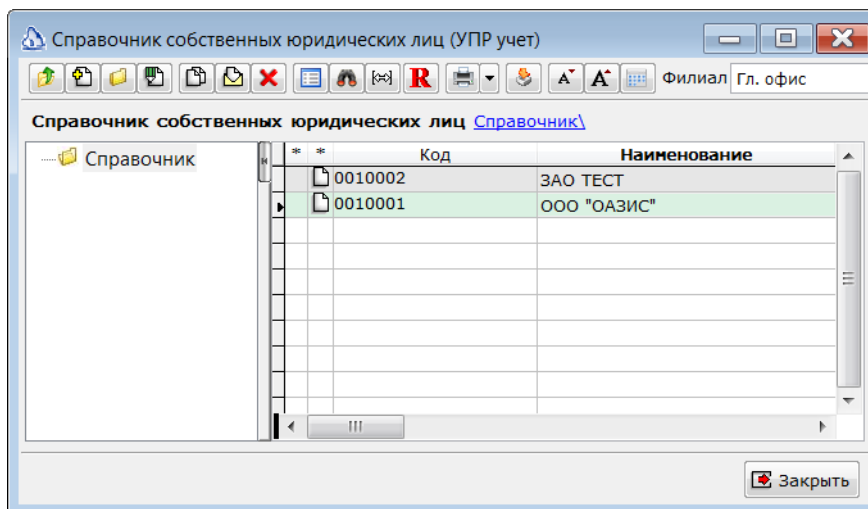 Справочник собственных юридических лиц (УПР учет)
R A A Филиал Гл. офис
Справочник собственных юридических лиц Справочник\
Справочник
* * Код Наименование
0010002 ЗАО ТЕСТ
0010001 ООО "ОАЗИС"
Закрыть